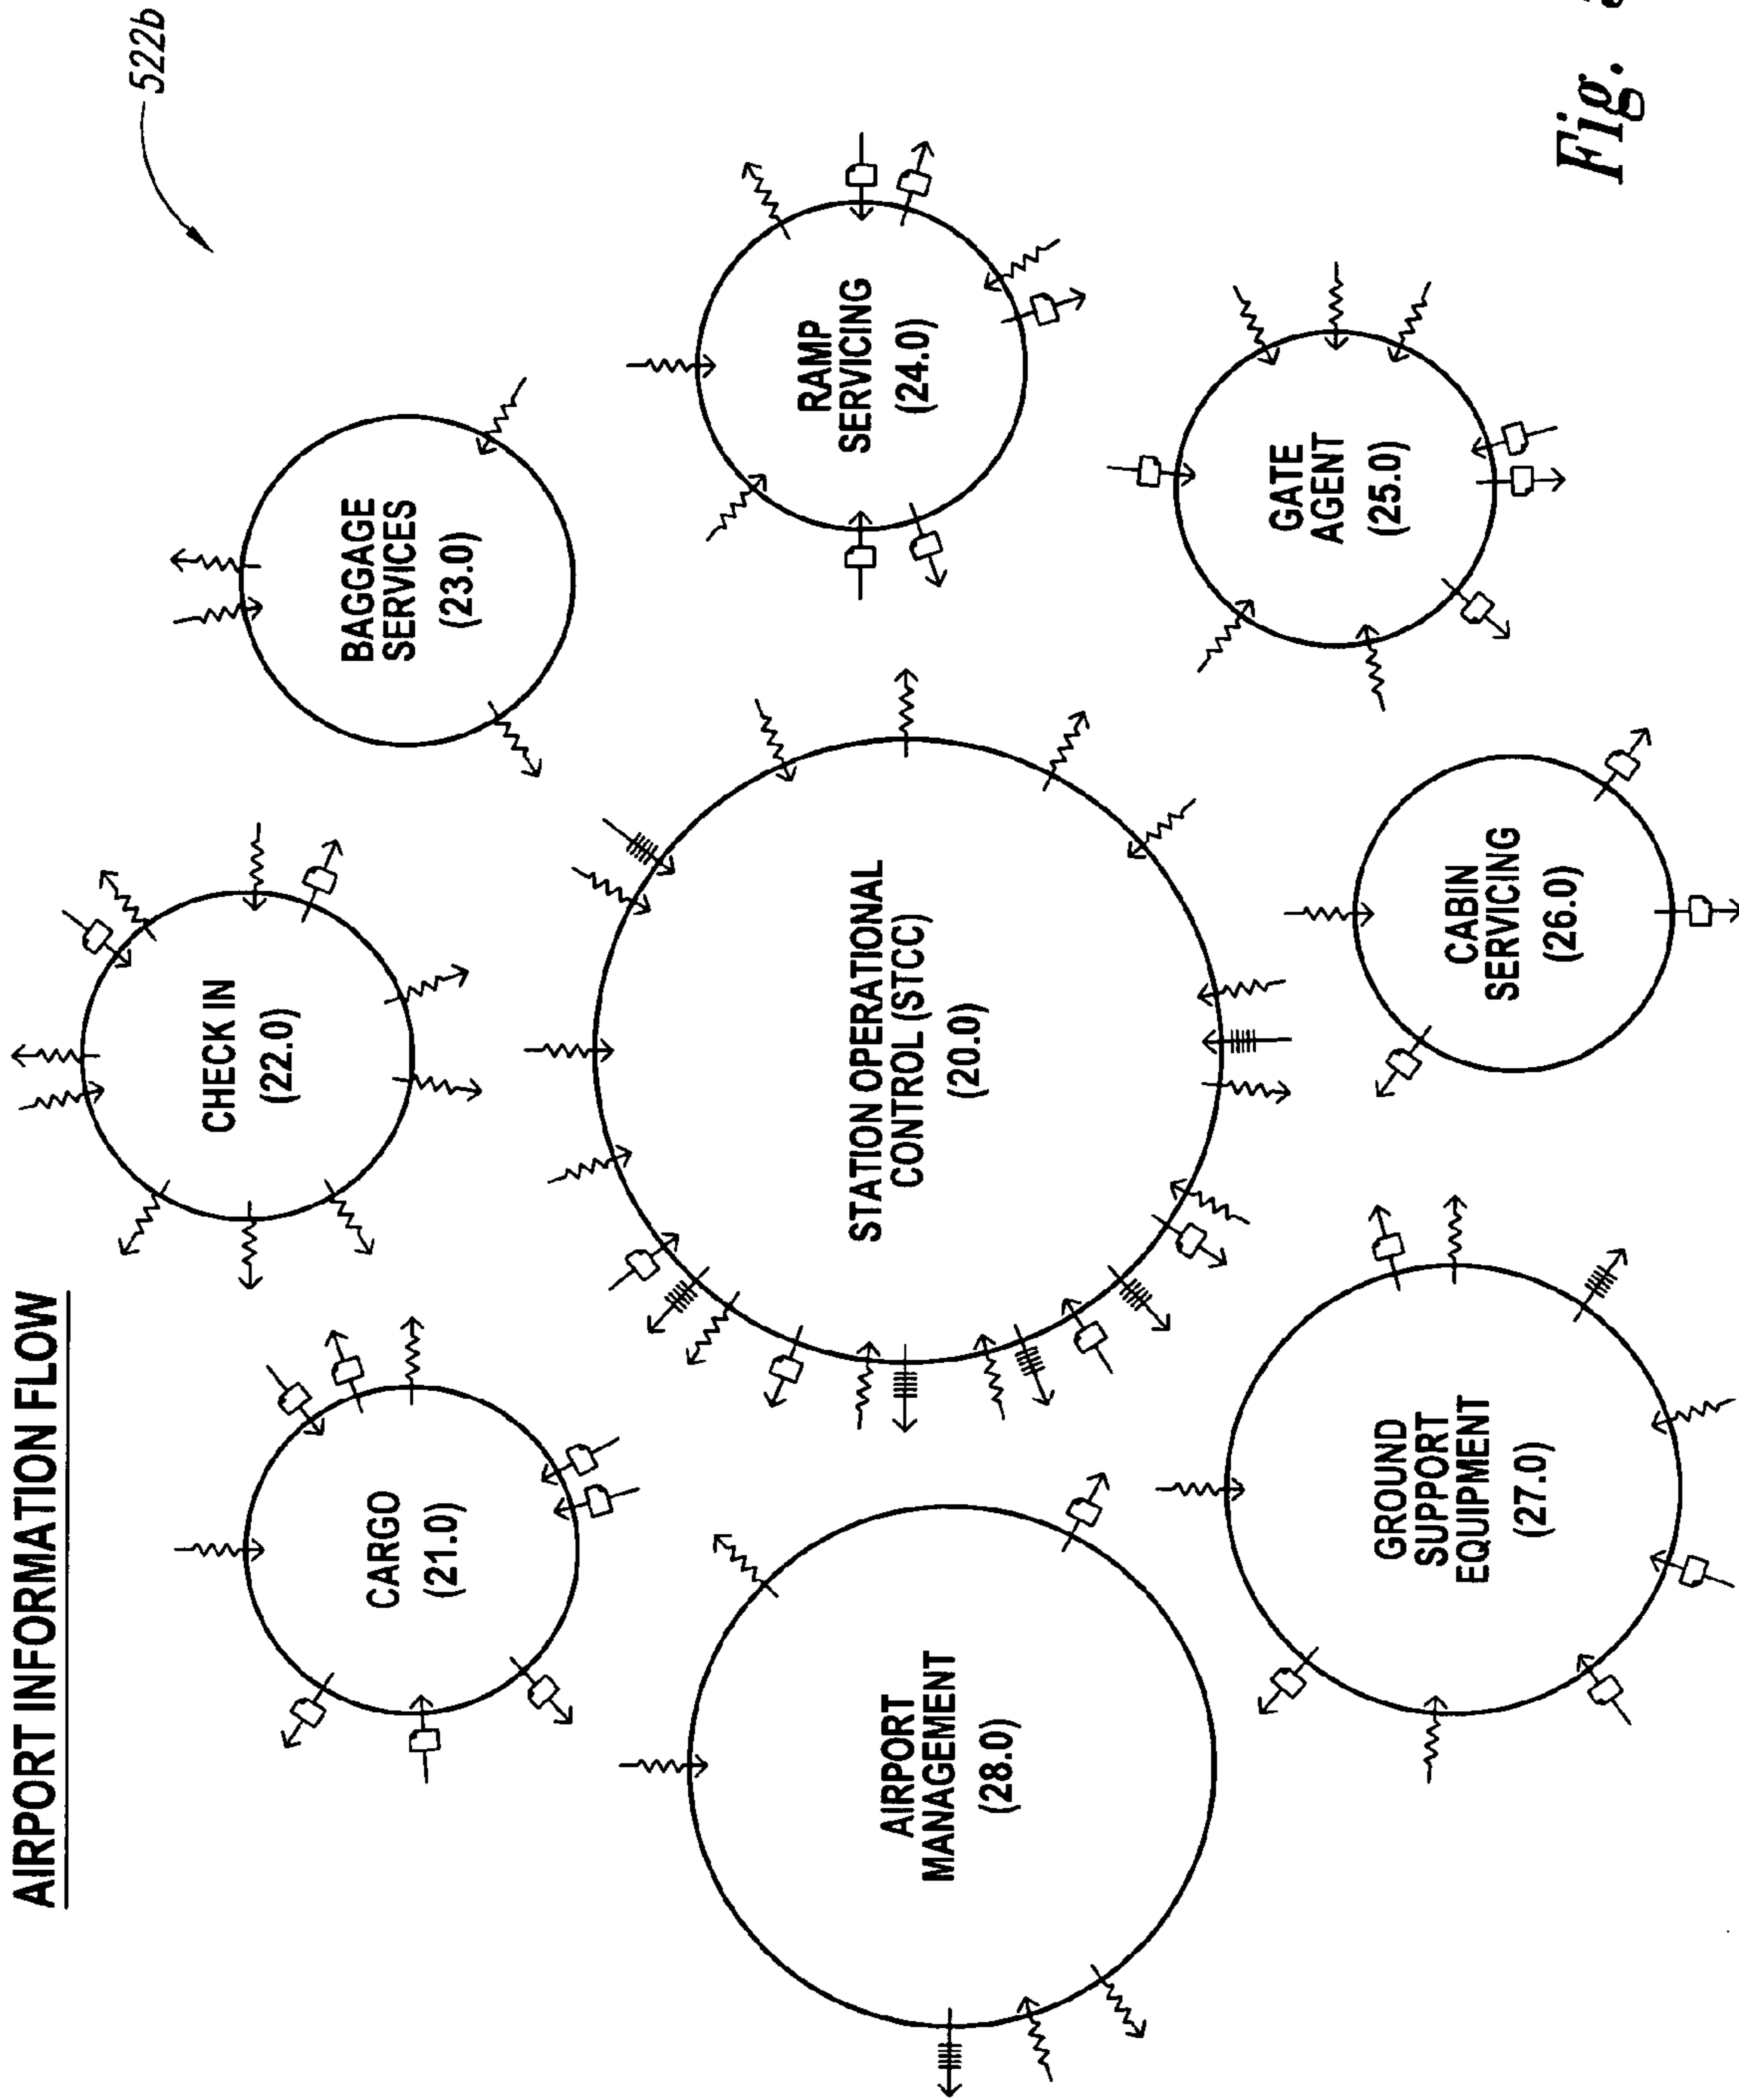 AIRPORT INFORMATION FLOW
522b
CARGO
(21.0)
CHECK IN
(22.0)
BAGGAGE
SERVICES
(23.0)
AIRPORT
MANAGEMENT
(28.0)
STATION OPERATIONAL
CONTROL (STCC)
(20.0)
RAMP
SERVICING
(24.0)
GROUND
SUPPORT
EQUIPMENT
(27.0)
CABIN
SERVICING
(26.0)
GATE
AGENT
(25.0)
Fig.